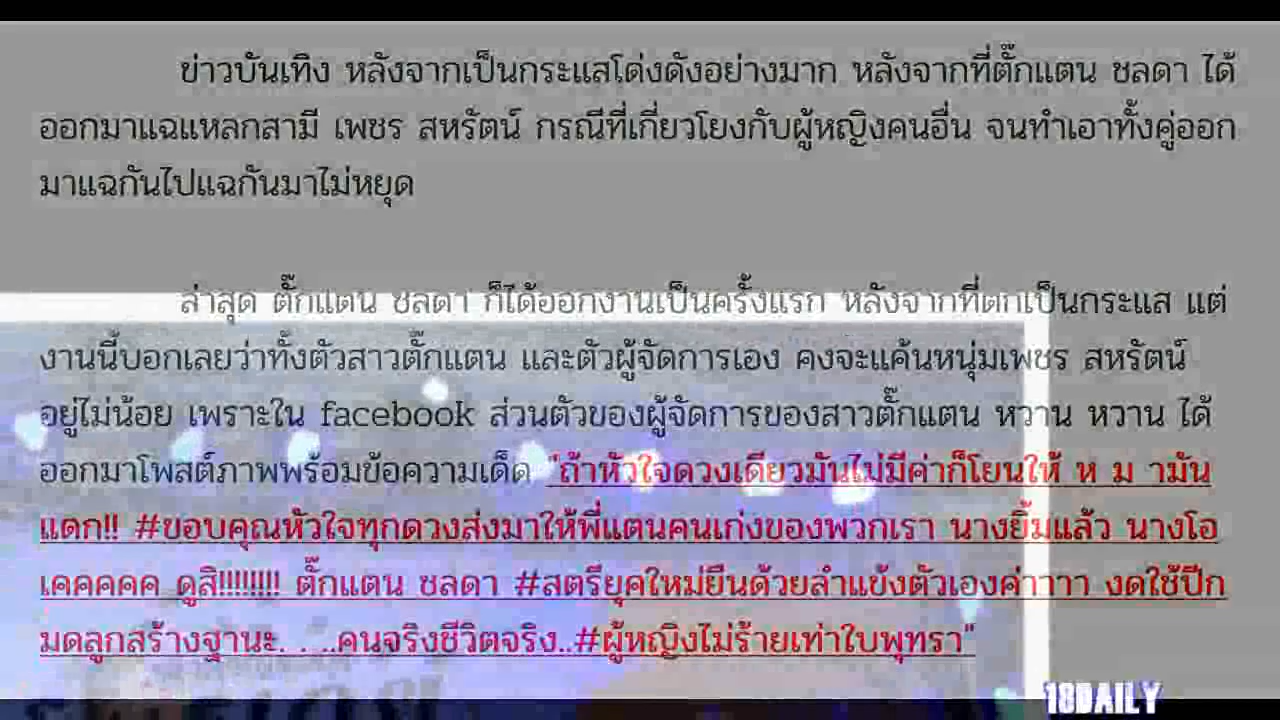 ข่าวบันเทิง หลังจากเป็นกระแสโด่งดังอย่างมาก หลังจากที่ตั๊กแตน ชลดา ได้
ออกมาแฉแหลกสามี เพชร สหรัตน์ กรณีที่เกี่ยวโยงกับผู้หญิงคนอื่น จนทำเอาทั้งคู่ออก
มาแฉกันไปแฉกันมาไม่หยุด
ล่าสุด ตั๊กแตน ชลดา ก็ได้ออกงานเป็นครั้งแรก หลังจากที่ตกเป็นกระแส แต่
งานนี้บอกเลยว่าทั้งตัวสาวตั๊กแตน และตัวผู้จัดการเอง คงจะแค้นหนุ่มเพชร สหรัตน์
อยู่ไม่น้อย เพราะใน facebook ส่วนตัวของผู้จัดการของสาวตั๊กแตน หวาน หวาน ได้
ออกมาโพสต์ภาพพร้อมข้อความเด็ด "ถ้าหัวใจดวงเดียวมันไม่มีค่าก็โยนให้ ห ม ามัน
แดก!! #ขอบคุณหัวใจทุกดวงส่งมาให้พี่แตนคนเก่งของพวกเรา นางยิ้มแล้ว นางโอ
เคคคคค ดูสิ!!!!!!!! ตั๊กแตน ชลดา #สตรียุคใหม่ยืนด้วยลำแข้งตัวเองค่าาาา งดใช้ปีก
มดลูกสร้างฐานะ. . ..คนจริงชีวิตจริง..#ผู้หญิงไม่ร้ายเท่าใบพุทรา"
18DAILY